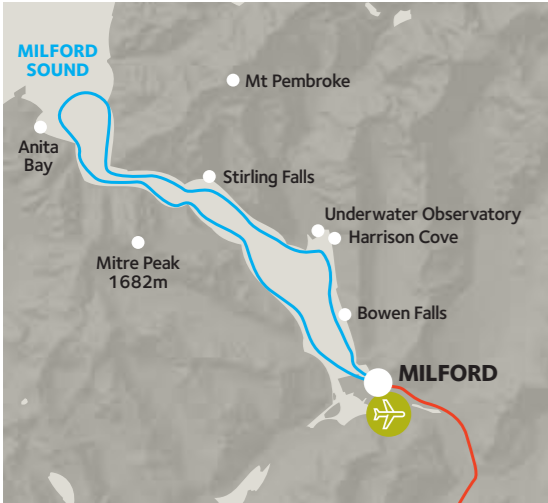 MILFORD
SOUND
Mt Pembroke
Anita
Bay
Stirling Falls
Underwater Observatory
Harrison Cove
Mitre Peak
1682m
Bowen Falls
MILFORD